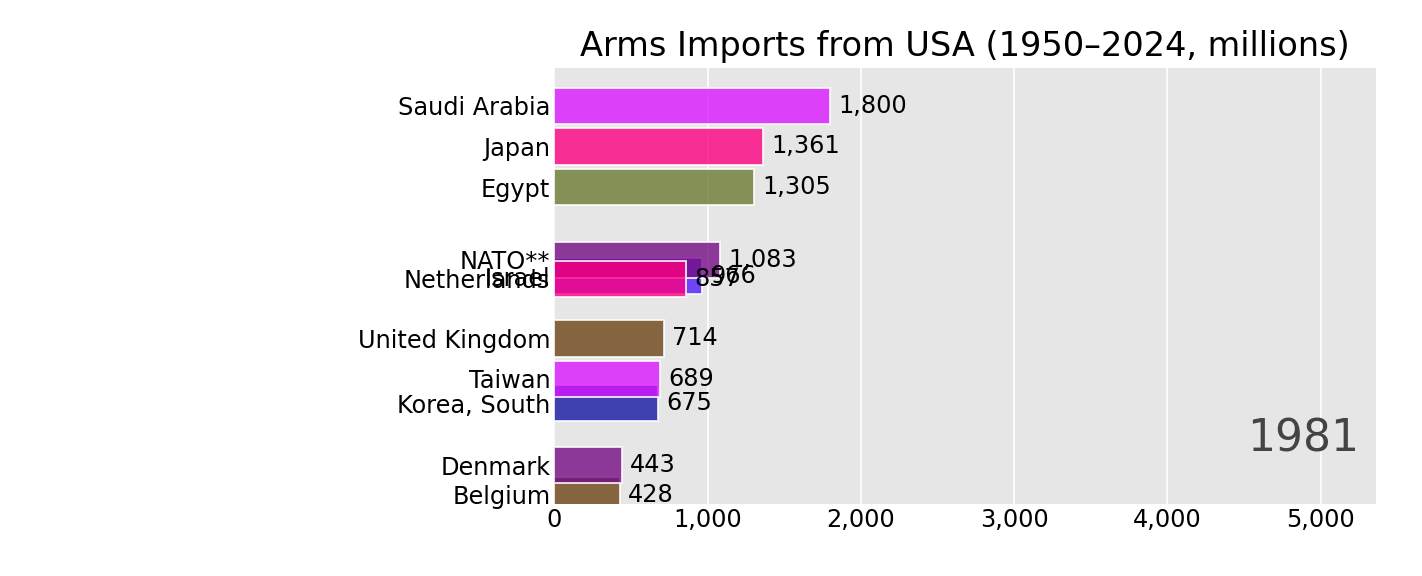 Arms Imports from USA (1950–2024, millions)
Saudi Arabia 1,800
Japan 1,361
Egypt 1,305
NATO** 1,083
Israel 966
Netherlands 857
United Kingdom 714
Taiwan 689
Korea, South 675
1981
Denmark 443
Belgium 428
0 1,000 2,000 3,000 4,000 5,000